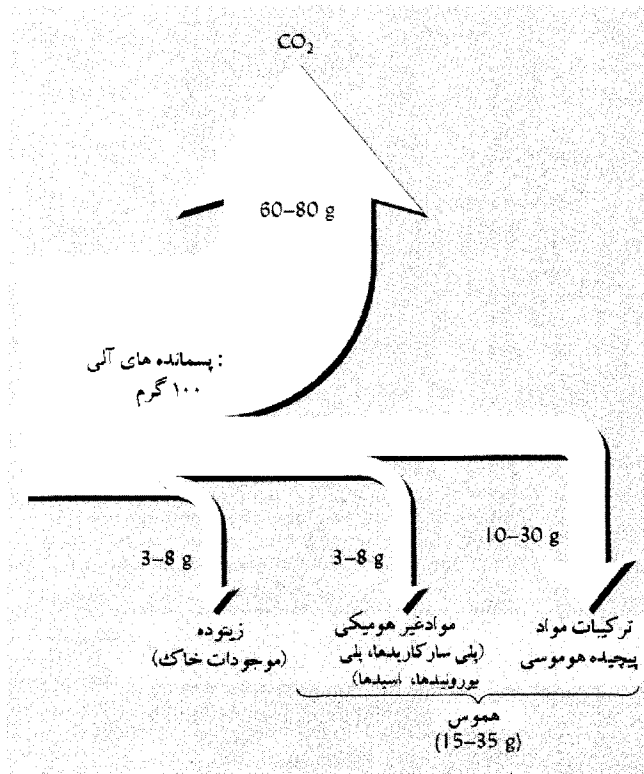 CO₂
60–80 g
پسمانده های آلی :
۱۰۰ گرم
10–30 g
3–8 g
3–8 g
ترکیبات مواد
پیچیده هوموسی
موادغیر هومیکی
(پلی سارکاریدها، پلی
یورونیدها، اسیدها)
زیتوده
(موجودات خاک)
هموس
(15–35 g)